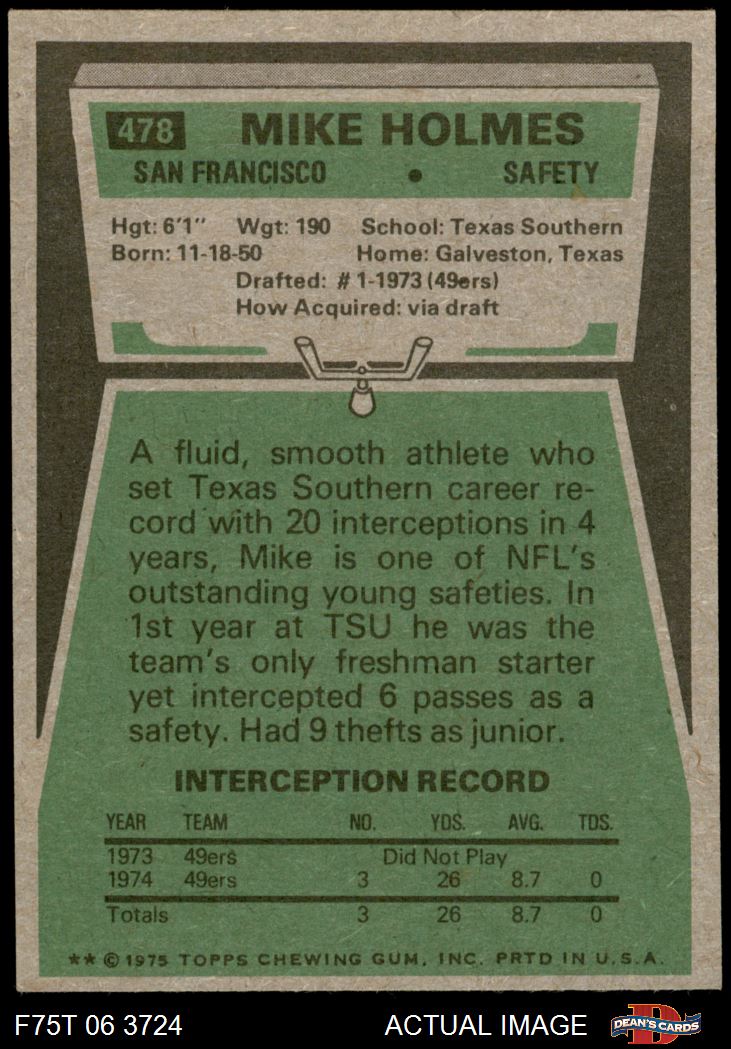 478 MIKE HOLMES
SAN FRANCISCO • SAFETY
Hgt: 6'1" Wgt: 190 School: Texas Southern
Born: 11-18-50 Home: Galveston, Texas
Drafted: #1-1973 (49ers)
How Acquired: via draft
A fluid, smooth athlete who
set Texas Southern career re-
cord with 20 interceptions in 4
years, Mike is one of NFL's
outstanding young safeties. In
1st year at TSU he was the
team's only freshman starter
yet intercepted 6 passes as a
safety. Had 9 thefts as junior.
INTERCEPTION RECORD
YEAR TEAM NO. YDS. AVG. TDS.
1973 49ers Did Not Play
1974 49ers 3 26 8.7 0
Totals 3 26 8.7 0
** © 1975 TOPPS CHEWING GUM, INC. PRTD IN U.S.A.
F75T 06 3724 ACTUAL IMAGE D DEAN'S CARDS